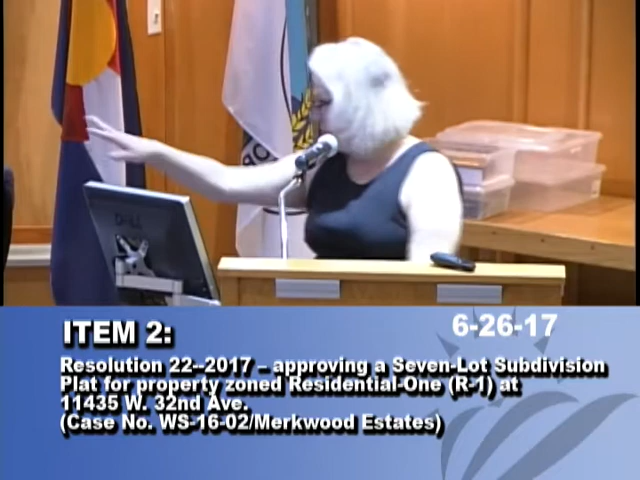 DELL
ITEM 2:
6-26-17
Resolution 22--2017 – approving a Seven-Lot Subdivision
Plat for property zoned Residential-One (R-1) at
11435 W. 32nd Ave.
(Case No. WS-16-02/Merkwood Estates)